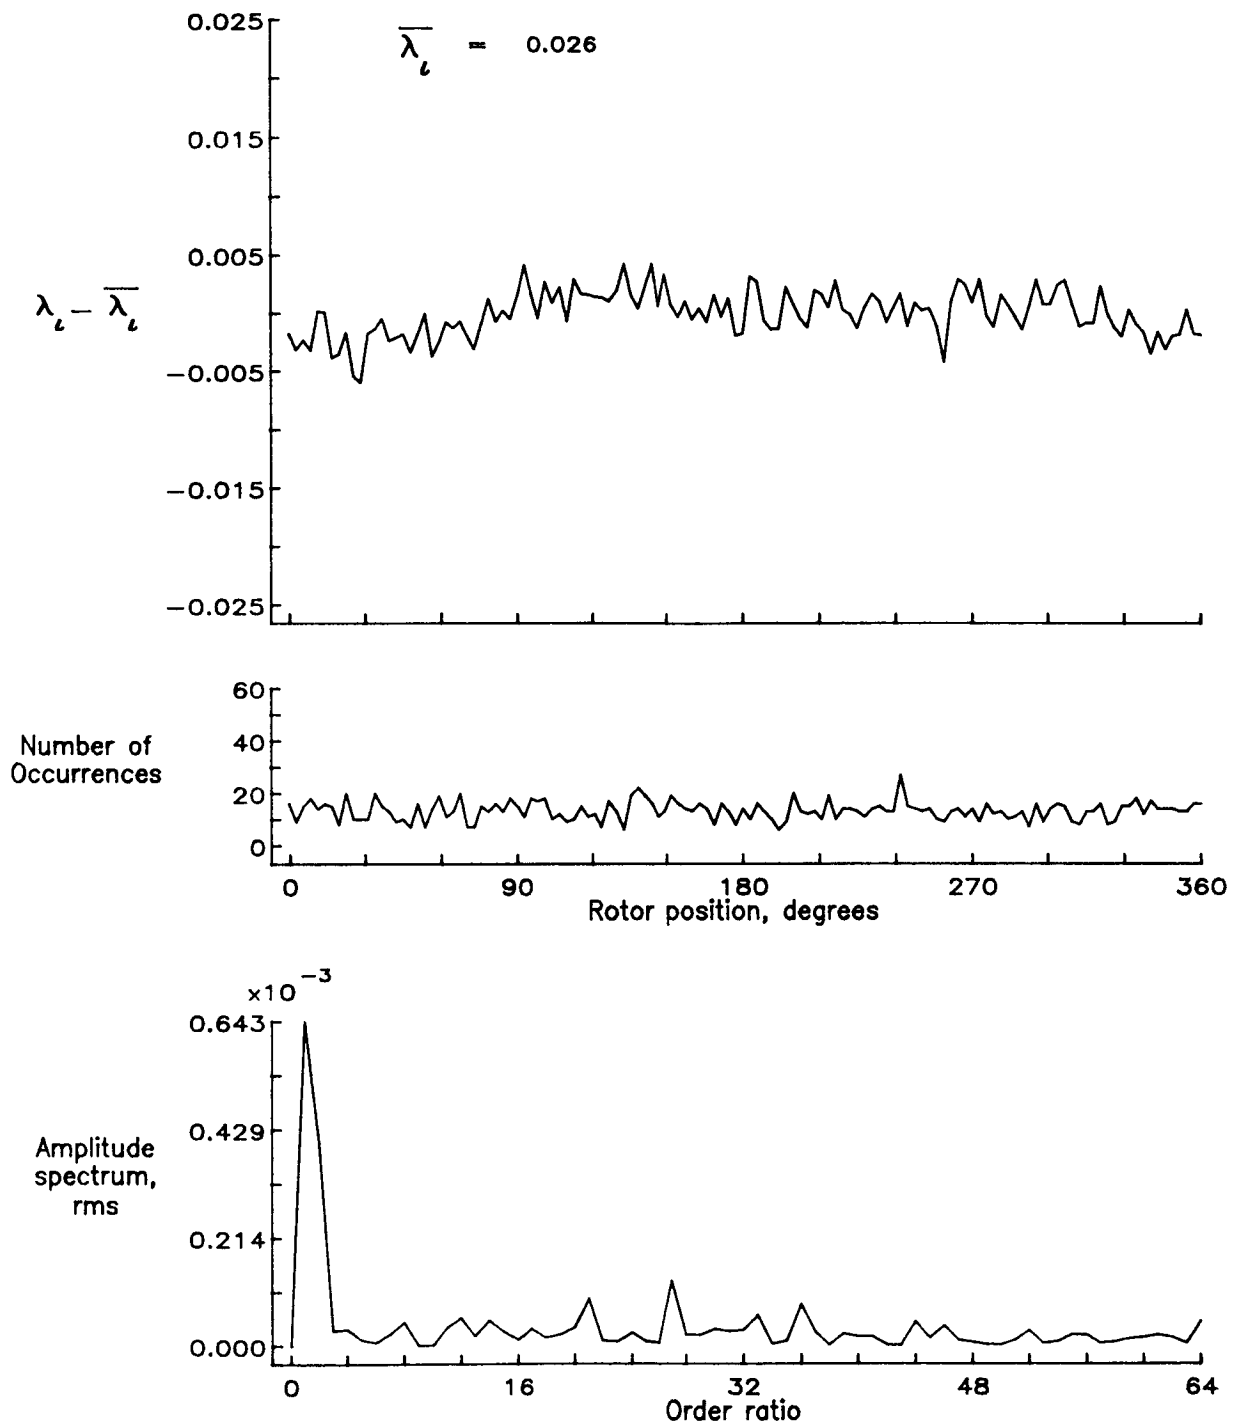 0.025
λ̅ι = 0.026
0.015
0.005
λι – λ̅ι
−0.005
−0.015
−0.025
60
Number of
Occurrences
40
20
0
0 90 180 270 360
Rotor position, degrees
×10⁻³
0.643
0.429
Amplitude
spectrum,
rms
0.214
0.000
0 16 32 48 64
Order ratio